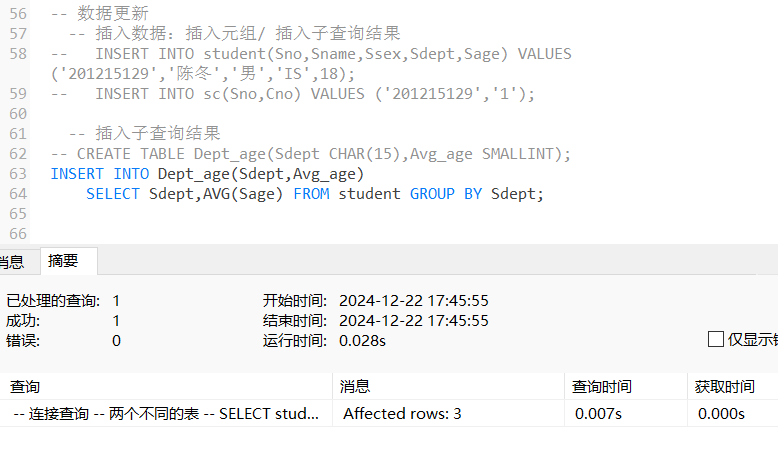 56 -- 数据更新
57 -- 插入数据：插入元组/ 插入子查询结果
58 -- INSERT INTO student(Sno,Sname,Ssex,Sdept,Sage) VALUES
('201215129','陈冬','男','IS',18);
59 -- INSERT INTO sc(Sno,Cno) VALUES ('201215129','1');
60
61 -- 插入子查询结果
62 -- CREATE TABLE Dept_age(Sdept CHAR(15),Avg_age SMALLINT);
63 INSERT INTO Dept_age(Sdept,Avg_age)
64 SELECT Sdept,AVG(Sage) FROM student GROUP BY Sdept;
65
66
消息 摘要
已处理的查询: 1 开始时间: 2024-12-22 17:45:55
成功: 1 结束时间: 2024-12-22 17:45:55
错误: 0 运行时间: 0.028s
仅显示
查询 消息 查询时间 获取时间
-- 连接查询 -- 两个不同的表 -- SELECT stud... Affected rows: 3 0.007s 0.000s